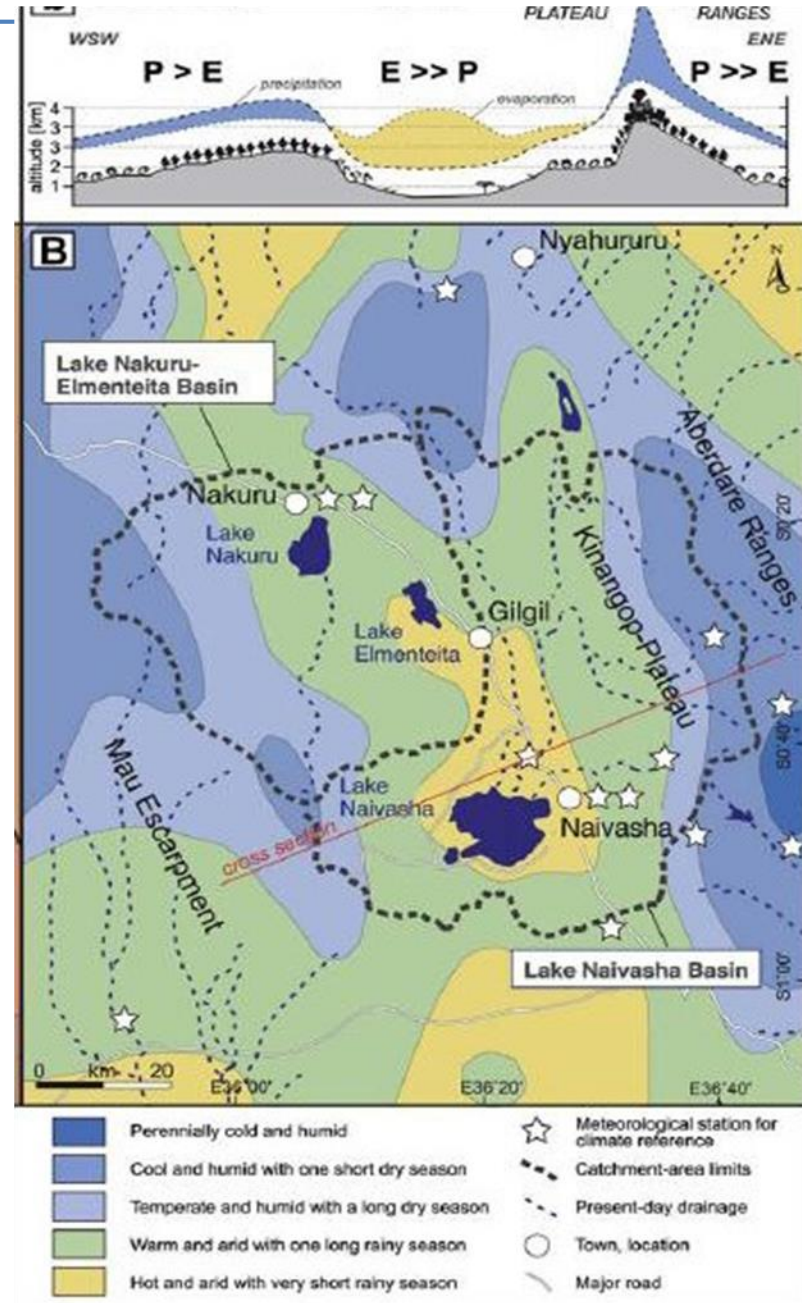 PLATEAU RANGES
WSW ENE
P > E E >> P P >> E
precipitation
evaporation
altitude [km]
4
3
2
1
B
Nyahururu
N
Lake Nakuru-
Elmenteita Basin
Aberdare Ranges
Nakuru
S0°20'
Lake
Nakuru
Kinangop-Plateau
Gilgil
Lake
Elmenteita
S0°40'
Mau Escarpment
Lake
Naivasha
Naivasha
cross section
Lake Naivasha Basin
S1°00'
0 km 20
E36°00' E36°20' E36°40'
Perennially cold and humid
Cool and humid with one short dry season
Temperate and humid with a long dry season
Warm and arid with one long rainy season
Hot and arid with very short rainy season
Meteorological station for
climate reference
Catchment-area limits
Present-day drainage
Town, location
Major road